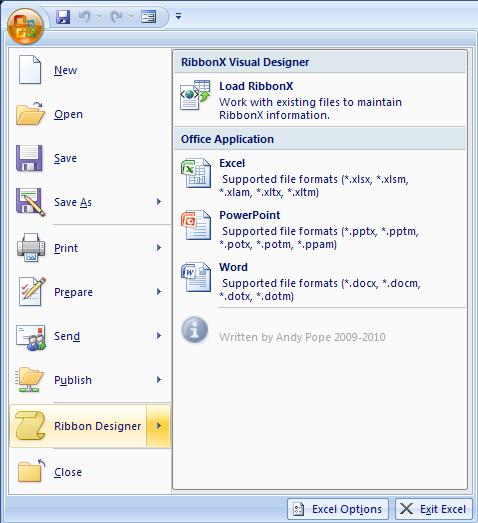 New
Open
Save
Save As
Print
Prepare
Send
Publish
Ribbon Designer
Close
RibbonX Visual Designer
Load RibbonX
Work with existing files to maintain
RibbonX information.
Office Application
Excel
Supported file formats (*.xlsx, *.xlsm,
*.xlam, *.xltx, *.xltm)
PowerPoint
Supported file formats (*.pptx, *.pptm,
*.potx, *.potm, *.ppam)
Word
Supported file formats (*.docx, *.docm,
*.dotx, *.dotm)
Written by Andy Pope 2009-2010
Excel Options
Exit Excel